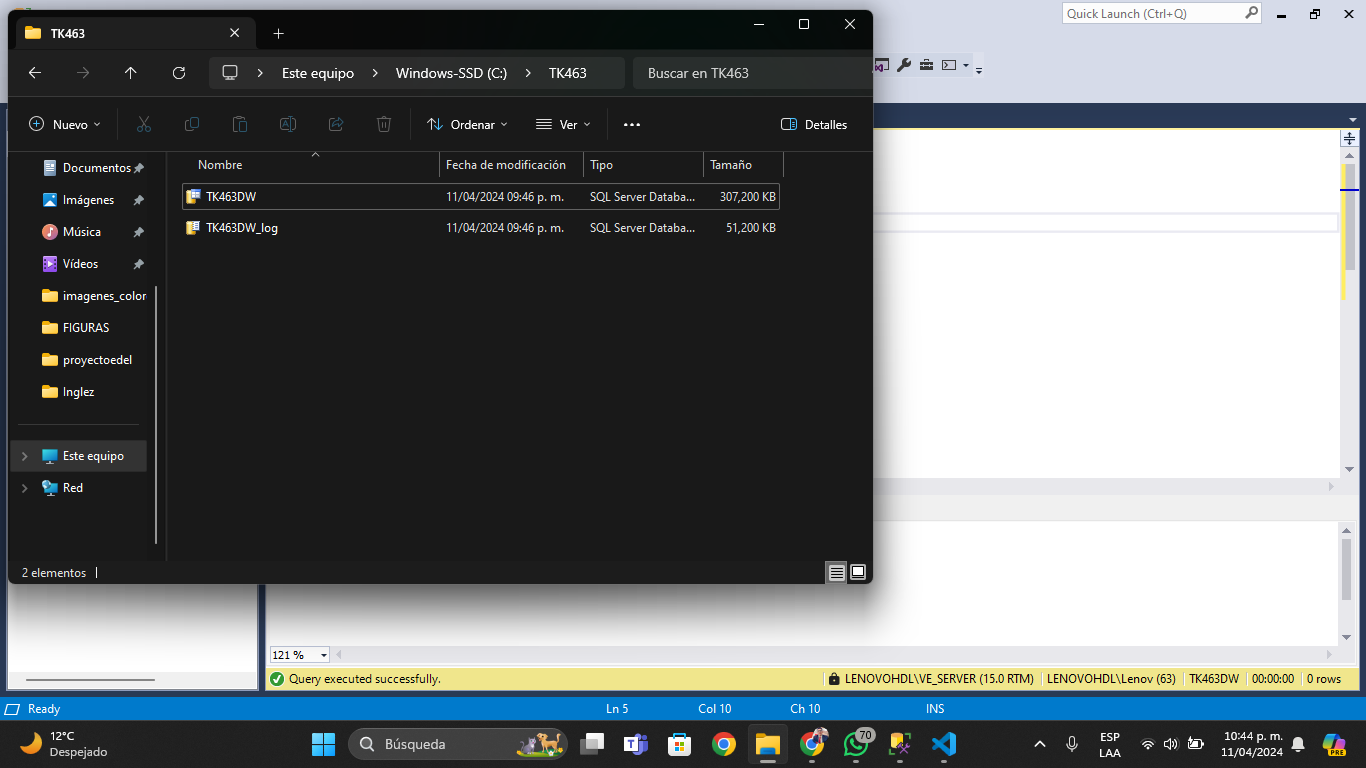 TK463
Quick Launch (Ctrl+Q)
Este equipo
Windows-SSD (C:)
TK463
Buscar en TK463
Nuevo
Ordenar
Ver
Detalles
Nombre
Fecha de modificación
Tipo
Tamaño
Documentos
Imágenes
Música
Vídeos
imagenes_color
FIGURAS
proyectoedel
Inglez
Este equipo
Red
TK463DW
11/04/2024 09:46 p. m.
SQL Server Databa...
307,200 KB
TK463DW_log
11/04/2024 09:46 p. m.
SQL Server Databa...
51,200 KB
2 elementos
121 %
Query executed successfully.
LENOVOHDL\VE_SERVER (15.0 RTM)
LENOVOHDL\Lenov (63)
TK463DW
00:00:00
0 rows
Ready
Ln 5
Col 10
Ch 10
INS
12°C
Despejado
Búsqueda
70
ESP
LAA
10:44 p. m.
11/04/2024
PRE